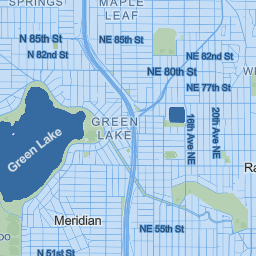 SPRINGS
MAPLE
LEAF
N 85th St
NE 85th St
N 82nd St
NE 82nd St
NE 80th St
NE 77th St
GREEN
LAKE
Green Lake
16th Ave NE
20th Ave NE
Meridian
NE 55th St
N 51st St